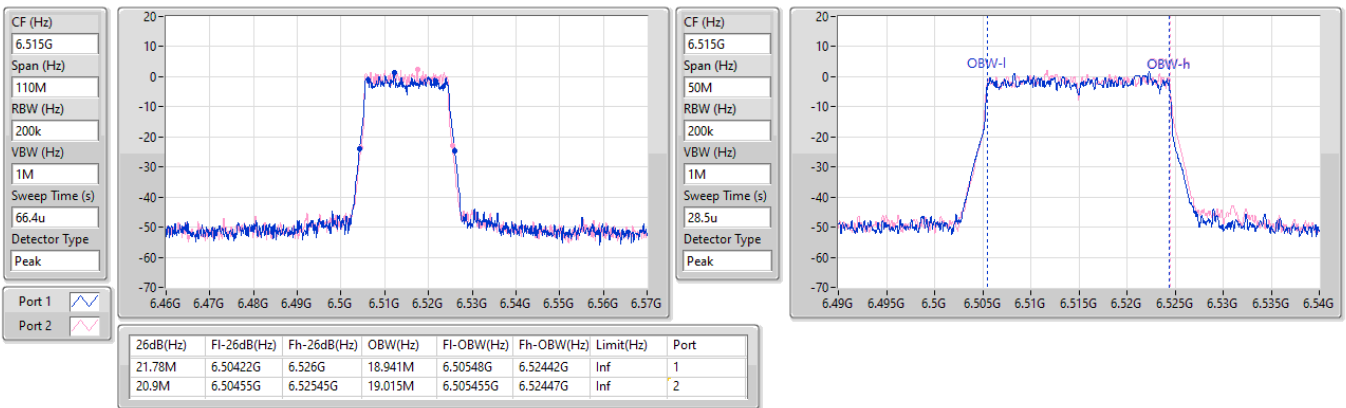 CF (Hz)
6.515G
Span (Hz)
110M
RBW (Hz)
200k
VBW (Hz)
1M
Sweep Time (s)
66.4u
Detector Type
Peak
Port 1
Port 2
20
10
0
-10
-20
-30
-40
-50
-60
-70
6.46G 6.47G 6.48G 6.49G 6.5G 6.51G 6.52G 6.53G 6.54G 6.55G 6.56G 6.57G
CF (Hz)
6.515G
Span (Hz)
50M
RBW (Hz)
200k
VBW (Hz)
1M
Sweep Time (s)
28.5u
Detector Type
Peak
20
10
0
-10
-20
-30
-40
-50
-60
-70
OBW-l OBW-h
6.49G 6.495G 6.5G 6.505G 6.51G 6.515G 6.52G 6.525G 6.53G 6.535G 6.54G
26dB(Hz) Fl-26dB(Hz) Fh-26dB(Hz) OBW(Hz) Fl-OBW(Hz) Fh-OBW(Hz) Limit(Hz) Port
21.78M 6.50422G 6.526G 18.941M 6.50548G 6.52442G Inf 1
20.9M 6.50455G 6.52545G 19.015M 6.505455G 6.52447G Inf 2